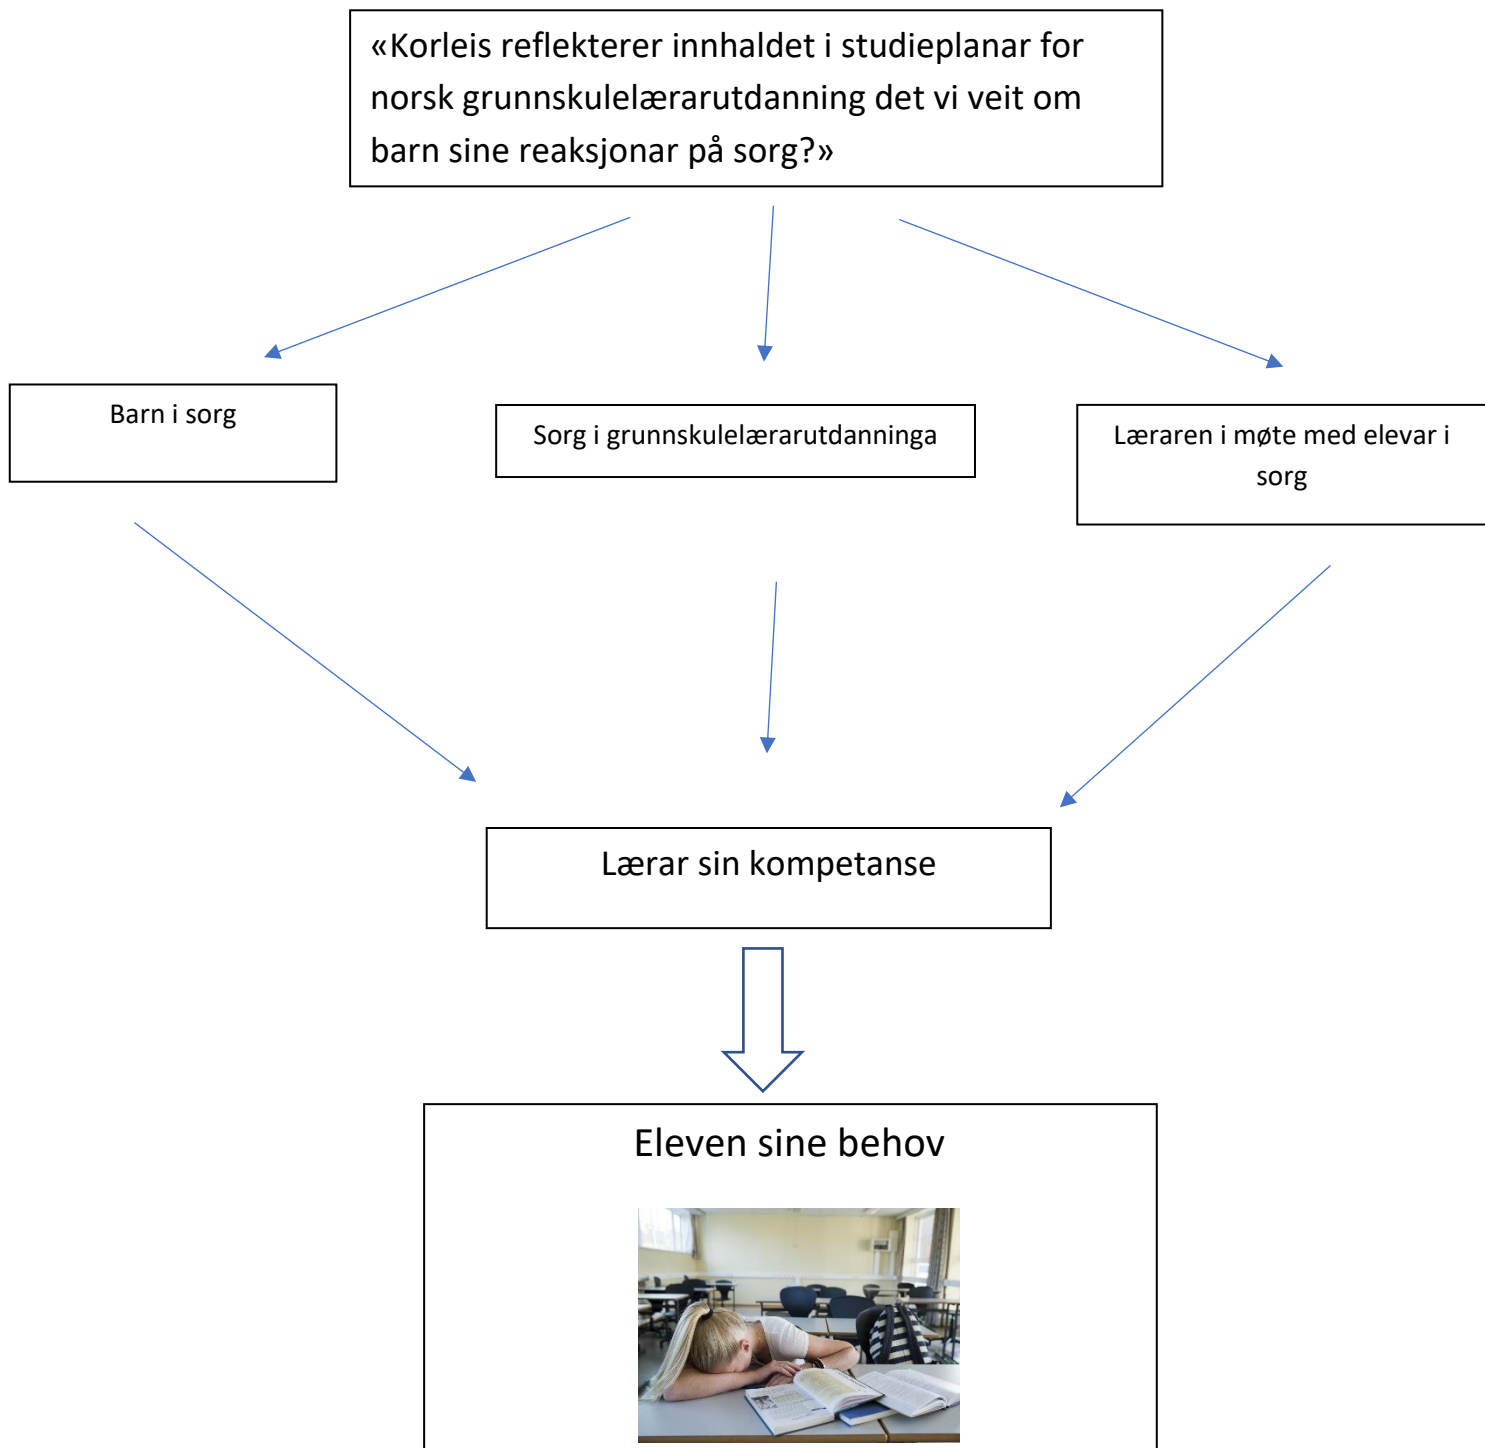 «Korleis reflekterer innhaldet i studieplanar for
norsk grunnskulelærarutdanning det vi veit om
barn sine reaksjonar på sorg?»
Barn i sorg
Sorg i grunnskulelærarutdanninga
Læraren i møte med elevar i
sorg
Lærar sin kompetanse
Eleven sine behov